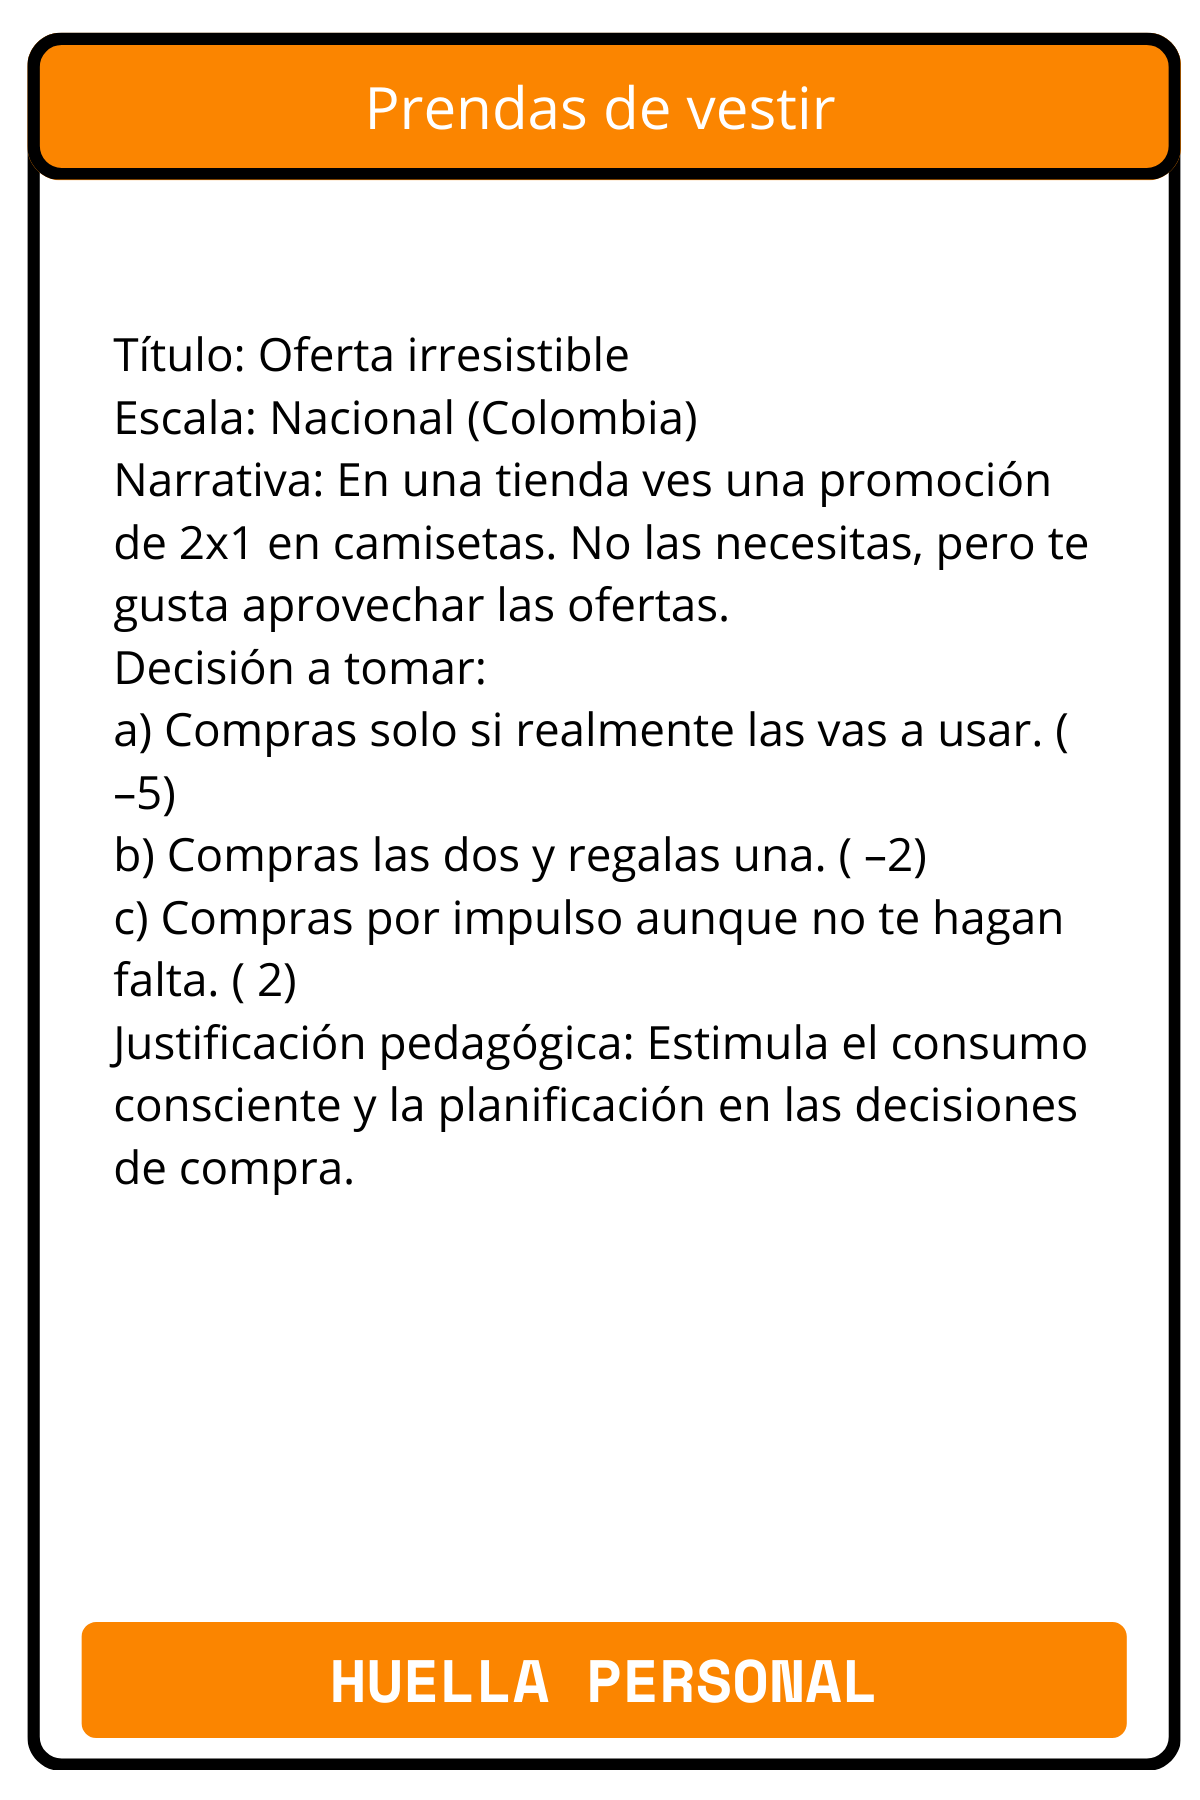 Prendas de vestir
Título: Oferta irresistible
Escala: Nacional (Colombia)
Narrativa: En una tienda ves una promoción
de 2x1 en camisetas. No las necesitas, pero te
gusta aprovechar las ofertas.
Decisión a tomar:
a) Compras solo si realmente las vas a usar. (
–5)
b) Compras las dos y regalas una. ( –2)
c) Compras por impulso aunque no te hagan
falta. ( 2)
Justificación pedagógica: Estimula el consumo
consciente y la planificación en las decisiones
de compra.
HUELLA PERSONAL